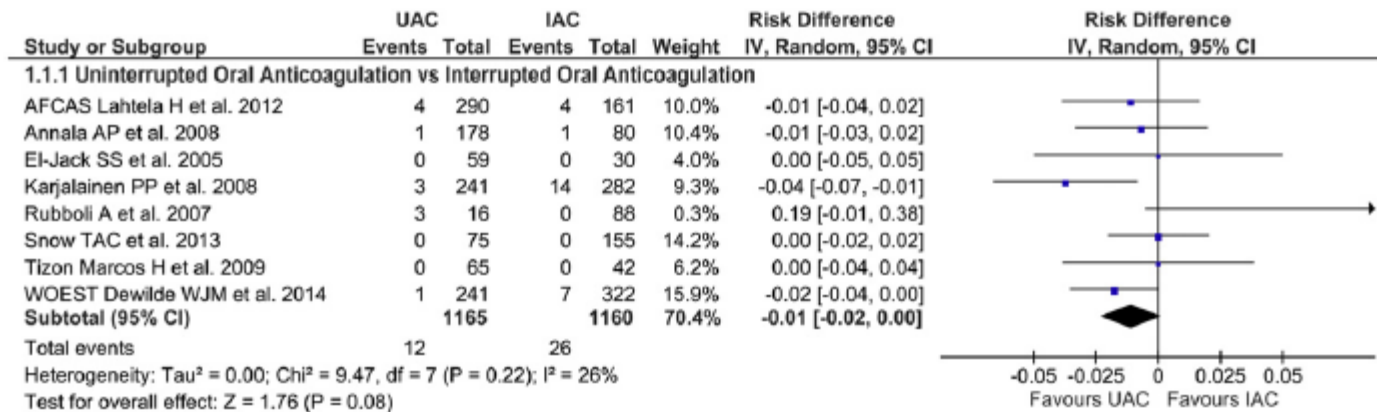 UAC IAC Risk Difference Risk Difference
Study or Subgroup Events Total Events Total Weight IV, Random, 95% CI IV, Random, 95% CI
1.1.1 Uninterrupted Oral Anticoagulation vs Interrupted Oral Anticoagulation
AFCAS Lahtela H et al. 2012 4 290 4 161 10.0% -0.01 [-0.04, 0.02]
Annala AP et al. 2008 1 178 1 80 10.4% -0.01 [-0.03, 0.02]
El-Jack SS et al. 2005 0 59 0 30 4.0% 0.00 [-0.05, 0.05]
Karjalainen PP et al. 2008 3 241 14 282 9.3% -0.04 [-0.07, -0.01]
Rubboli A et al. 2007 3 16 0 88 0.3% 0.19 [-0.01, 0.38]
Snow TAC et al. 2013 0 75 0 155 14.2% 0.00 [-0.02, 0.02]
Tizon Marcos H et al. 2009 0 65 0 42 6.2% 0.00 [-0.04, 0.04]
WOEST Dewilde WJM et al. 2014 1 241 7 322 15.9% -0.02 [-0.04, 0.00]
Subtotal (95% CI) 1165 1160 70.4% -0.01 [-0.02, 0.00]
Total events 12 26
Heterogeneity: Tau² = 0.00; Chi² = 9.47, df = 7 (P = 0.22); I² = 26%
Test for overall effect: Z = 1.76 (P = 0.08)
-0.05 -0.025 0 0.025 0.05
Favours UAC Favours IAC